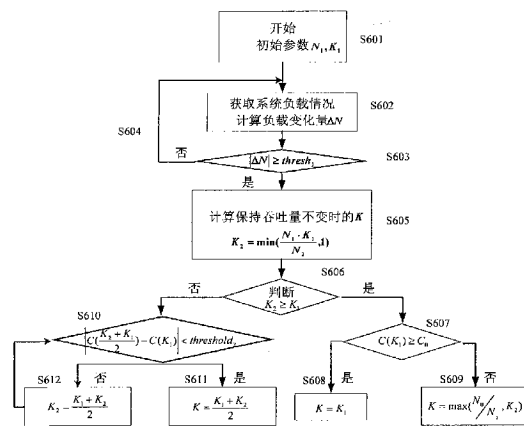 开始
初始参数 N₁, K₁
S601
获取系统负载情况
计算负载变化量ΔN
S602
S604
|ΔN| ≥ thresh₁
S603
否
是
计算保持吞吐量不变时的K
K₂ = min(N₁·K₁/N₂, 1)
S605
S606
判断
K₂ ≥ K₁
否
是
S610
|C((K₂+K₁)/2) − C(K₁)| < threshold₂
S607
C(K₁) ≥ C₀
S612
否
S611
是
S608
是
S609
否
K₂ = (K₁+K₂)/2
K = (K₁+K₂)/2
K = K₁